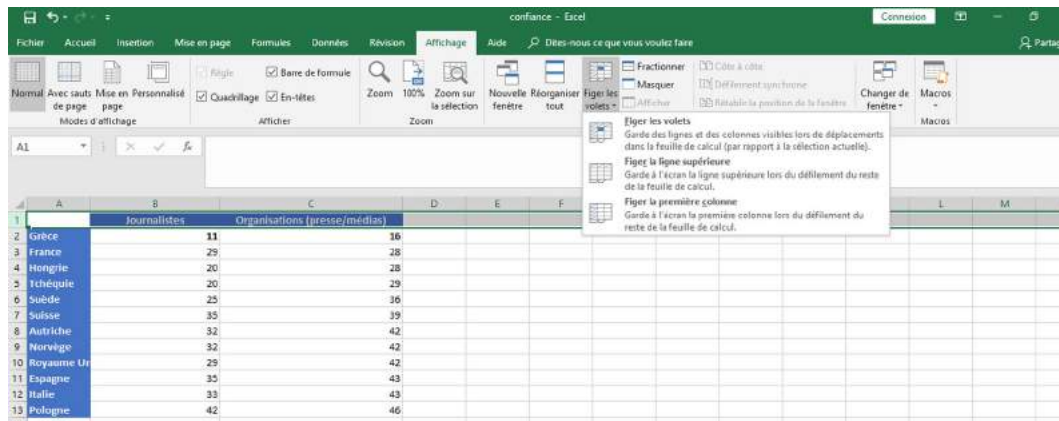 confiance - Excel
Connexion
Fichier Accueil Insertion Mise en page Formules Données Révision Affichage Aide Dites-nous ce que vous voulez faire Partag
Normal Avec sauts de page Mise en page Personnalisé
Modes d'affichage
Règle Barre de formule
Quadrillage En-têtes
Afficher
Zoom 100% Zoom sur la sélection
Zoom
Nouvelle fenêtre Réorganiser tout Figer les volets
Fractionner
Masquer
Afficher
Côte à côte
Défilement synchrone
Rétablir la position de la fenêtre
Changer de fenêtre
Macros
Macros
Figer les volets
Garde des lignes et des colonnes visibles lors de déplacements
dans la feuille de calcul (par rapport à la sélection actuelle).
Figer la ligne supérieure
Garde à l'écran la ligne supérieure lors du défilement du reste
de la feuille de calcul.
Figer la première colonne
Garde à l'écran la première colonne lors du défilement du
reste de la feuille de calcul.
A1 fx
A B C D E F L M
1 Journalistes Organisations (presse/médias)
2 Grèce 11 16
3 France 29 28
4 Hongrie 20 28
5 Tchéquie 20 29
6 Suède 25 36
7 Suisse 35 39
8 Autriche 32 42
9 Norvège 32 42
10 Royaume Un 29 42
11 Espagne 35 43
12 Italie 33 43
13 Pologne 42 46